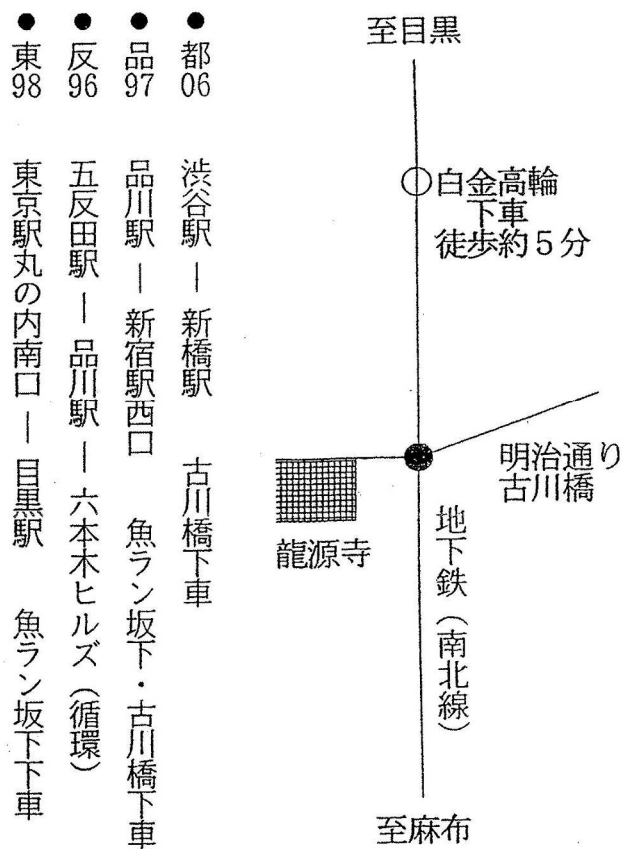 至目黒
白金高輪
下車
徒歩約5分
明治通り
古川橋
龍源寺
地下鉄（南北線）
至麻布
●都06　渋谷駅―新橋駅　古川橋下車
●品97　品川駅―新宿駅西口　魚ラン坂下・古川橋下車
●反96　五反田駅―品川駅―六本木ヒルズ（循環）
●東98　東京駅丸の内南口―目黒駅　魚ラン坂下下車